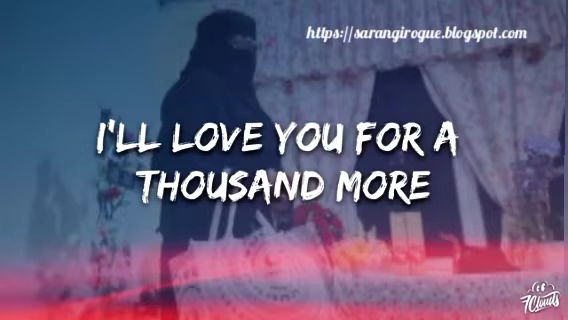 https://sarangirogue.blogspot.com
I'LL LOVE YOU FOR A
THOUSAND MORE
7Clouds